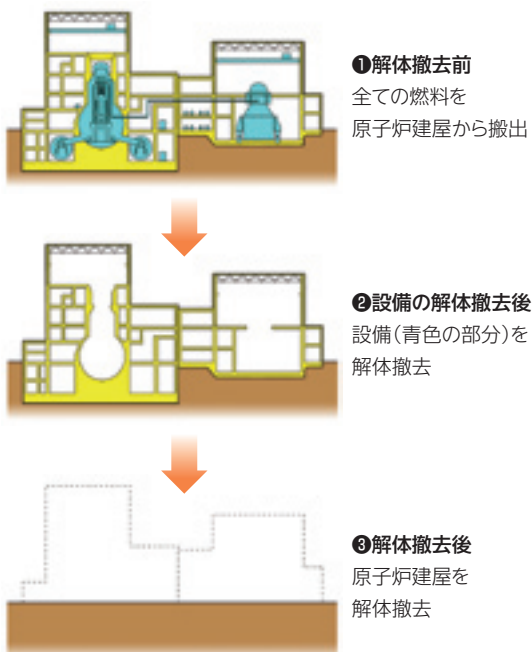 ❶解体撤去前
全ての燃料を
原子炉建屋から搬出
❷設備の解体撤去後
設備(青色の部分)を
解体撤去
❸解体撤去後
原子炉建屋を
解体撤去